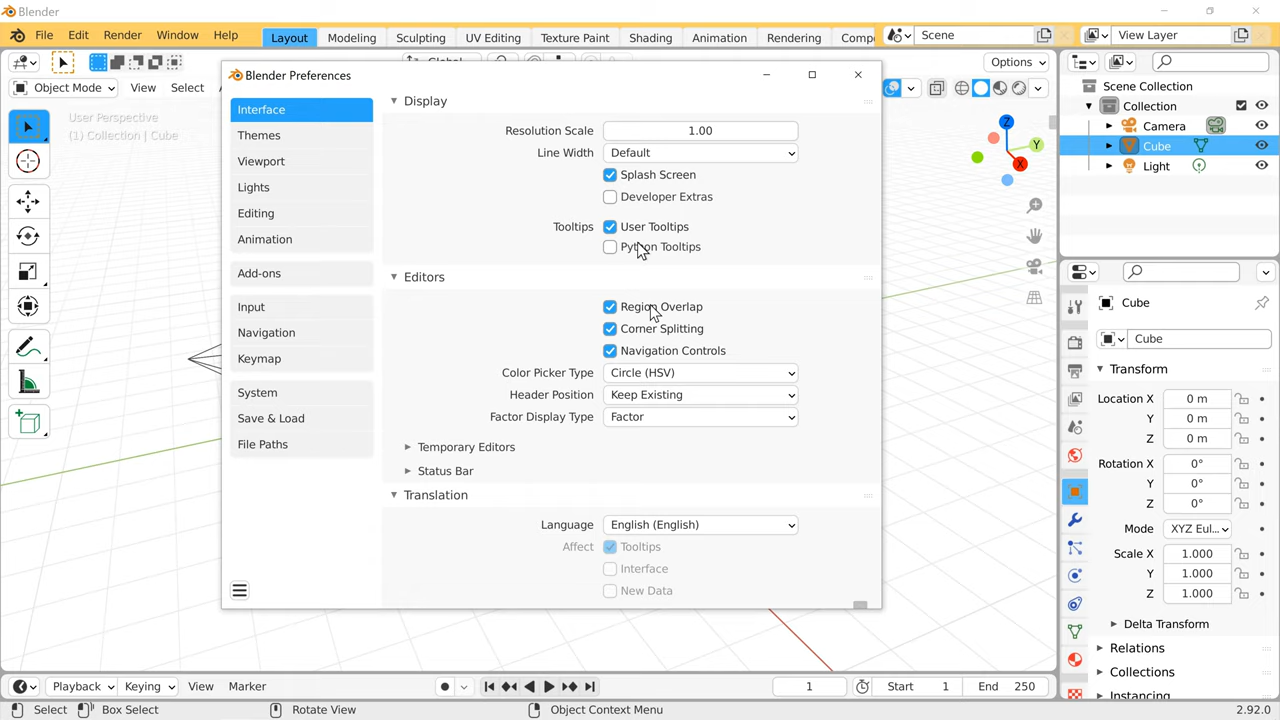 Blender
File Edit Render Window Help
Layout Modeling Sculpting UV Editing Texture Paint Shading Animation Rendering Scene View Layer
Global Options
Object Mode View Select
User Perspective
(1) Collection | Cube
Blender Preferences
Interface
Themes
Viewport
Lights
Editing
Animation
Add-ons
Input
Navigation
Keymap
System
Save & Load
File Paths
Display
Resolution Scale 1.00
Line Width Default
Splash Screen
Developer Extras
Tooltips User Tooltips
Python Tooltips
Editors
Region Overlap
Corner Splitting
Navigation Controls
Color Picker Type Circle (HSV)
Header Position Keep Existing
Factor Display Type Factor
Temporary Editors
Status Bar
Translation
Language English (English)
Affect Tooltips
Interface
New Data
Z
Y
X
Scene Collection
Collection
Camera
Cube
Light
Cube
Cube
Transform
Location X 0 m
Y 0 m
Z 0 m
Rotation X 0°
Y 0°
Z 0°
Mode XYZ Eul...
Scale X 1.000
Y 1.000
Z 1.000
Delta Transform
Relations
Collections
Instancing
Playback Keying View Marker 1 Start 1 End 250
Select Box Select Rotate View Object Context Menu 2.92.0